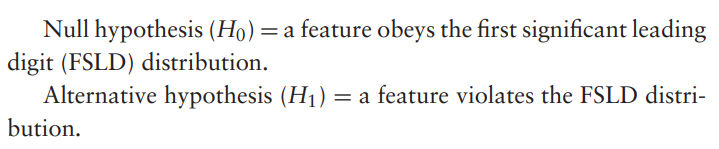 Null hypothesis (H₀) = a feature obeys the first significant leading
digit (FSLD) distribution.
Alternative hypothesis (H₁) = a feature violates the FSLD distri-
bution.